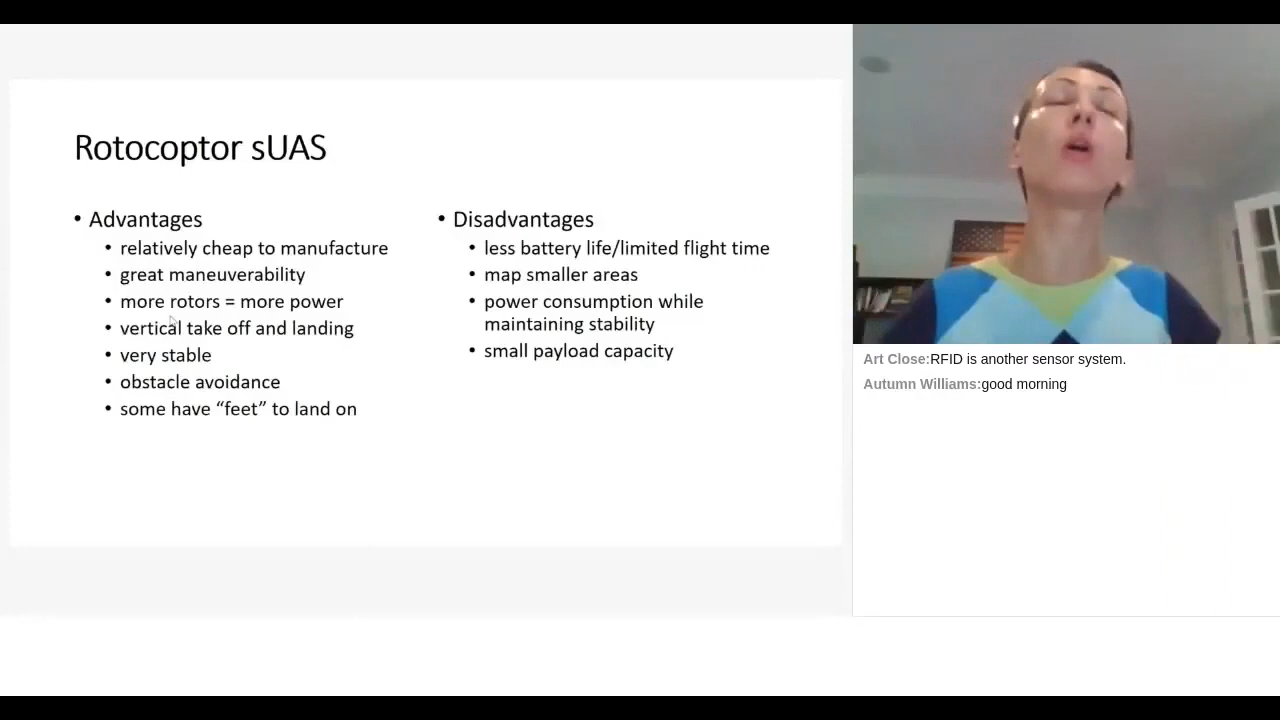 Rotocoptor sUAS
• Advantages
• relatively cheap to manufacture
• great maneuverability
• more rotors = more power
• vertical take off and landing
• very stable
• obstacle avoidance
• some have “feet” to land on
• Disadvantages
• less battery life/limited flight time
• map smaller areas
• power consumption while
maintaining stability
• small payload capacity
Art Close:RFID is another sensor system.
Autumn Williams:good morning